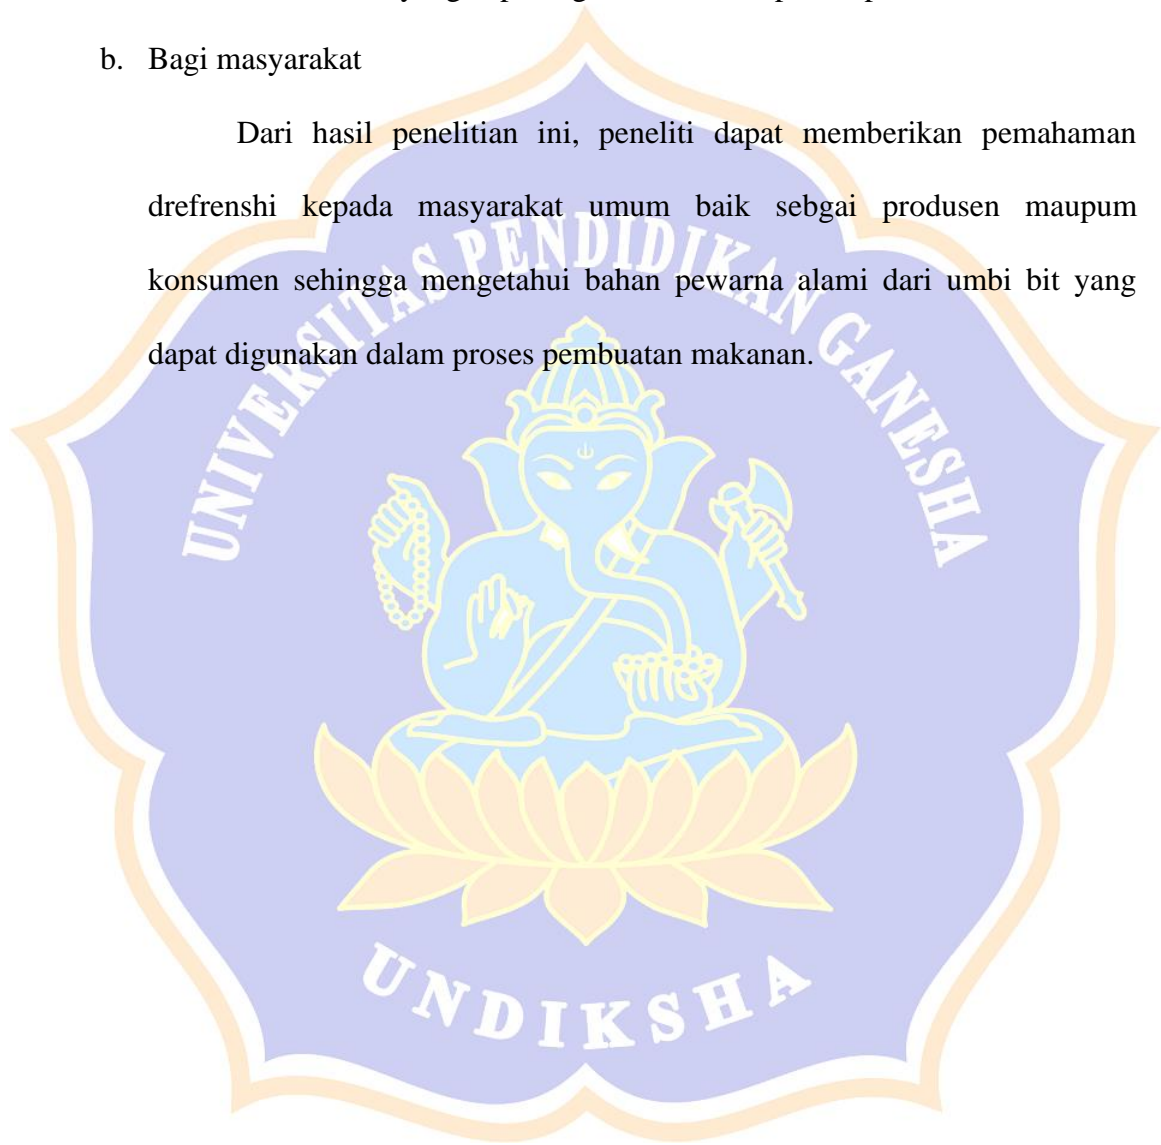 b. Bagi masyarakat
Dari hasil penelitian ini, peneliti dapat memberikan pemahaman
drefrenshi kepada masyarakat umum baik sebgai produsen maupum
konsumen sehingga mengetahui bahan pewarna alami dari umbi bit yang
dapat digunakan dalam proses pembuatan makanan.
UNIVERSITAS PENDIDIKAN GANESHA
UNDIKSHA